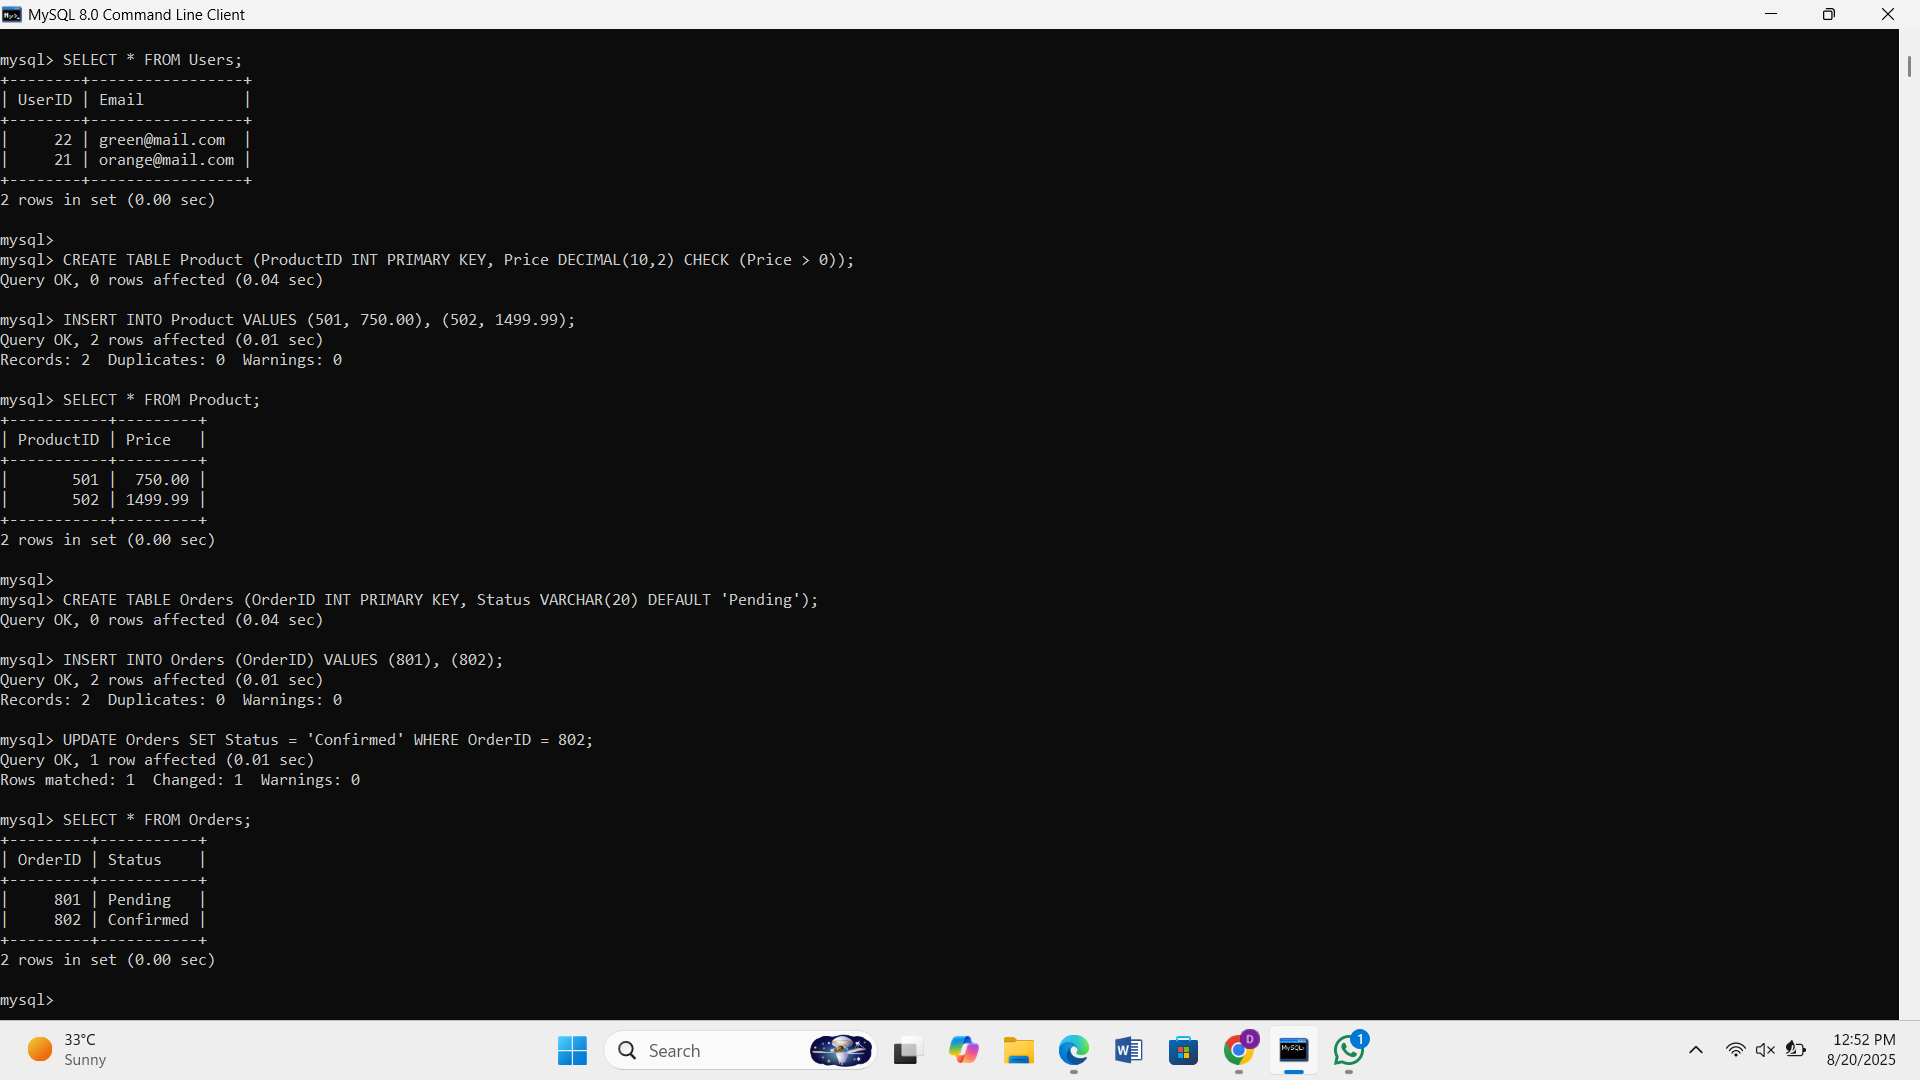 MySQL 8.0 Command Line Client
mysql> SELECT * FROM Users;
+--------+-----------------+
| UserID | Email           |
+--------+-----------------+
|     22 | green@mail.com  |
|     21 | orange@mail.com |
+--------+-----------------+
2 rows in set (0.00 sec)
mysql>
mysql> CREATE TABLE Product (ProductID INT PRIMARY KEY, Price DECIMAL(10,2) CHECK (Price > 0));
Query OK, 0 rows affected (0.04 sec)
mysql> INSERT INTO Product VALUES (501, 750.00), (502, 1499.99);
Query OK, 2 rows affected (0.01 sec)
Records: 2  Duplicates: 0  Warnings: 0
mysql> SELECT * FROM Product;
+-----------+---------+
| ProductID | Price   |
+-----------+---------+
|       501 |  750.00 |
|       502 | 1499.99 |
+-----------+---------+
2 rows in set (0.00 sec)
mysql>
mysql> CREATE TABLE Orders (OrderID INT PRIMARY KEY, Status VARCHAR(20) DEFAULT 'Pending');
Query OK, 0 rows affected (0.04 sec)
mysql> INSERT INTO Orders (OrderID) VALUES (801), (802);
Query OK, 2 rows affected (0.01 sec)
Records: 2  Duplicates: 0  Warnings: 0
mysql> UPDATE Orders SET Status = 'Confirmed' WHERE OrderID = 802;
Query OK, 1 row affected (0.01 sec)
Rows matched: 1  Changed: 1  Warnings: 0
mysql> SELECT * FROM Orders;
+---------+-----------+
| OrderID | Status    |
+---------+-----------+
|     801 | Pending   |
|     802 | Confirmed |
+---------+-----------+
2 rows in set (0.00 sec)
mysql>
33°C
Sunny
Search
W
D
MySQL
1
12:52 PM
8/20/2025